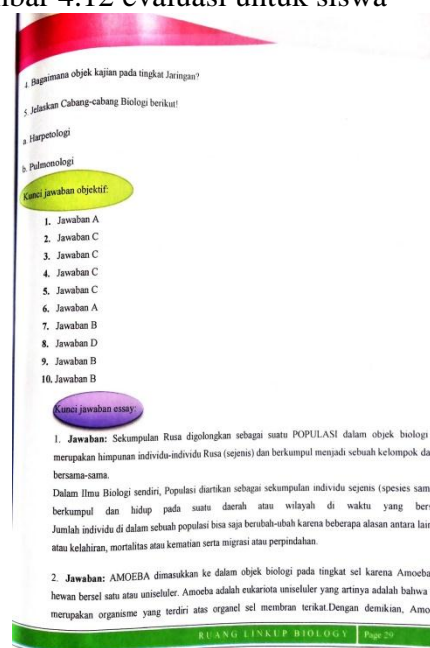 bar 4.12 evaluasi untuk siswa
4. Bagaimana objek kajian pada tingkat Jaringan?
5. Jelaskan Cabang-cabang Biologi berikut!
a. Harpetologi
b. Pulmonologi
Kunci jawaban objektif:
1. Jawaban A
2. Jawaban C
3. Jawaban C
4. Jawaban C
5. Jawaban C
6. Jawaban A
7. Jawaban B
8. Jawaban D
9. Jawaban B
10. Jawaban B
Kunci jawaban essay:
1. Jawaban: Sekumpulan Rusa digolongkan sebagai suatu POPULASI dalam objek biologi
merupakan himpunan individu-individu Rusa (sejenis) dan berkumpul menjadi sebuah kelompok da
bersama-sama.
Dalam Ilmu Biologi sendiri, Populasi diartikan sebagai sekumpulan individu sejenis (spesies sam
berkumpul dan hidup pada suatu daerah atau wilayah di waktu yang ber
Jumlah individu di dalam sebuah populasi bisa saja berubah-ubah karena beberapa alasan antara lain
atau kelahiran, mortalitas atau kematian serta migrasi atau perpindahan.
2. Jawaban: AMOEBA dimasukkan ke dalam objek biologi pada tingkat sel karena Amoeba
hewan bersel satu atau uniseluler. Amoeba adalah eukariota uniseluler yang artinya adalah bahwa
merupakan organisme yang terdiri atas organel sel membran terikat.Dengan demikian, Amo
RUANG LINKUP BIOLOGY Page 29